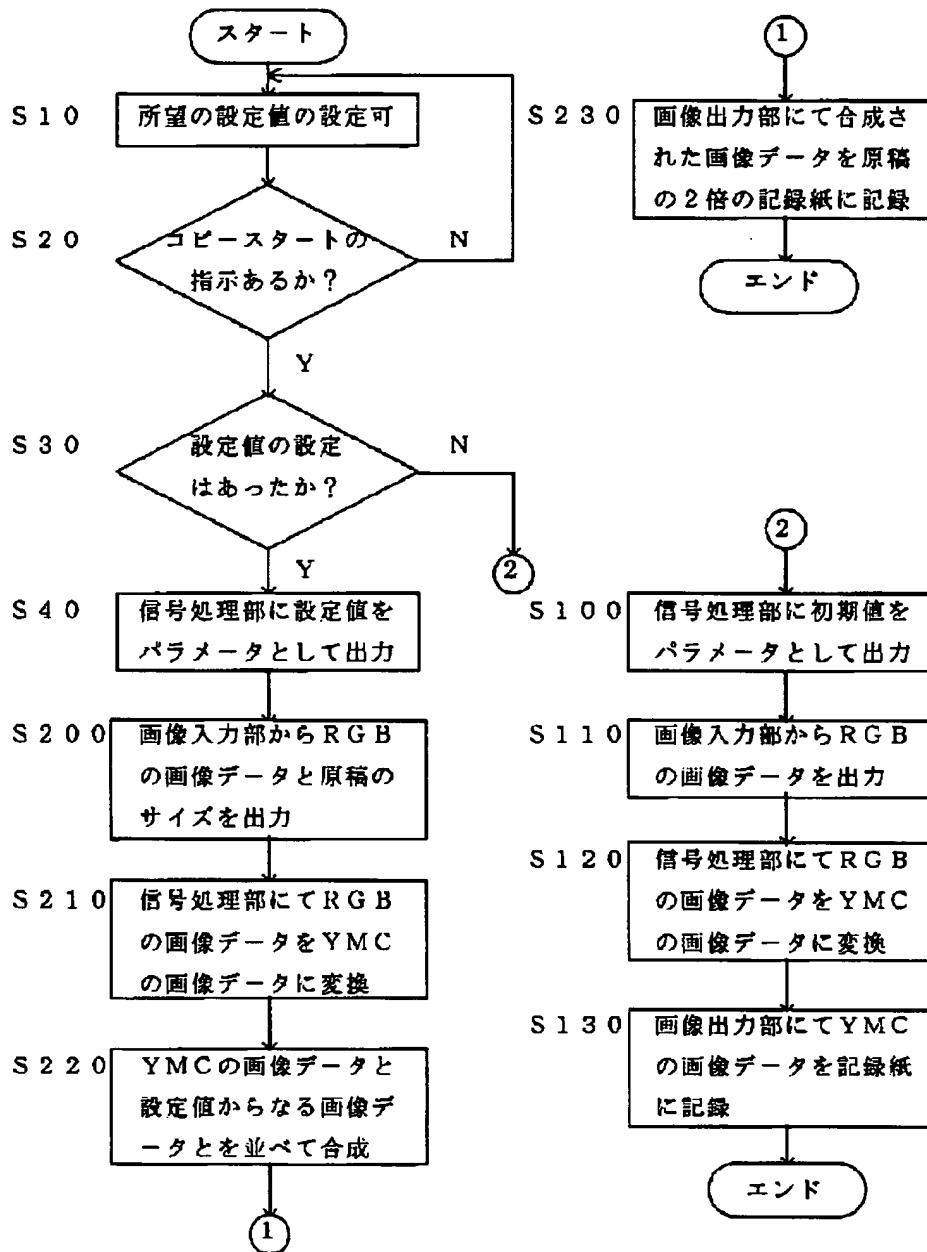 スタート
S10
所望の設定値の設定可
S20
コピースタートの
指示あるか？
N
Y
S30
設定値の設定
はあったか？
N
Y
2
S40
信号処理部に設定値を
パラメータとして出力
S200
画像入力部からRGB
の画像データと原稿の
サイズを出力
S210
信号処理部にてRGB
の画像データをYMC
の画像データに変換
S220
YMCの画像データと
設定値からなる画像デ
ータとを並べて合成
1
1
S230
画像出力部にて合成さ
れた画像データを原稿
の2倍の記録紙に記録
エンド
2
S100
信号処理部に初期値を
パラメータとして出力
S110
画像入力部からRGB
の画像データを出力
S120
信号処理部にてRGB
の画像データをYMC
の画像データに変換
S130
画像出力部にてYMC
の画像データを記録紙
に記録
エンド